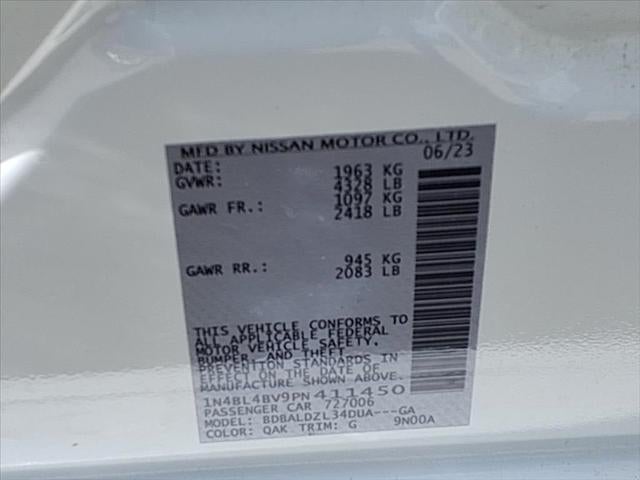 MFD BY NISSAN MOTOR CO., LTD.
DATE: 06/23
GVWR: 1963 KG
4328 LB
GAWR FR.: 1097 KG
2418 LB
GAWR RR.: 945 KG
2083 LB
THIS VEHICLE CONFORMS TO
ALL APPLICABLE FEDERAL
MOTOR VEHICLE SAFETY,
BUMPER, AND THEFT
PREVENTION STANDARDS IN
EFFECT ON THE DATE OF
MANUFACTURE SHOWN ABOVE.
1N4BL4BV9PN411450
PASSENGER CAR 727006
MODEL: BDBALDZL34DUA---GA
COLOR: QAK TRIM: G 9N00A